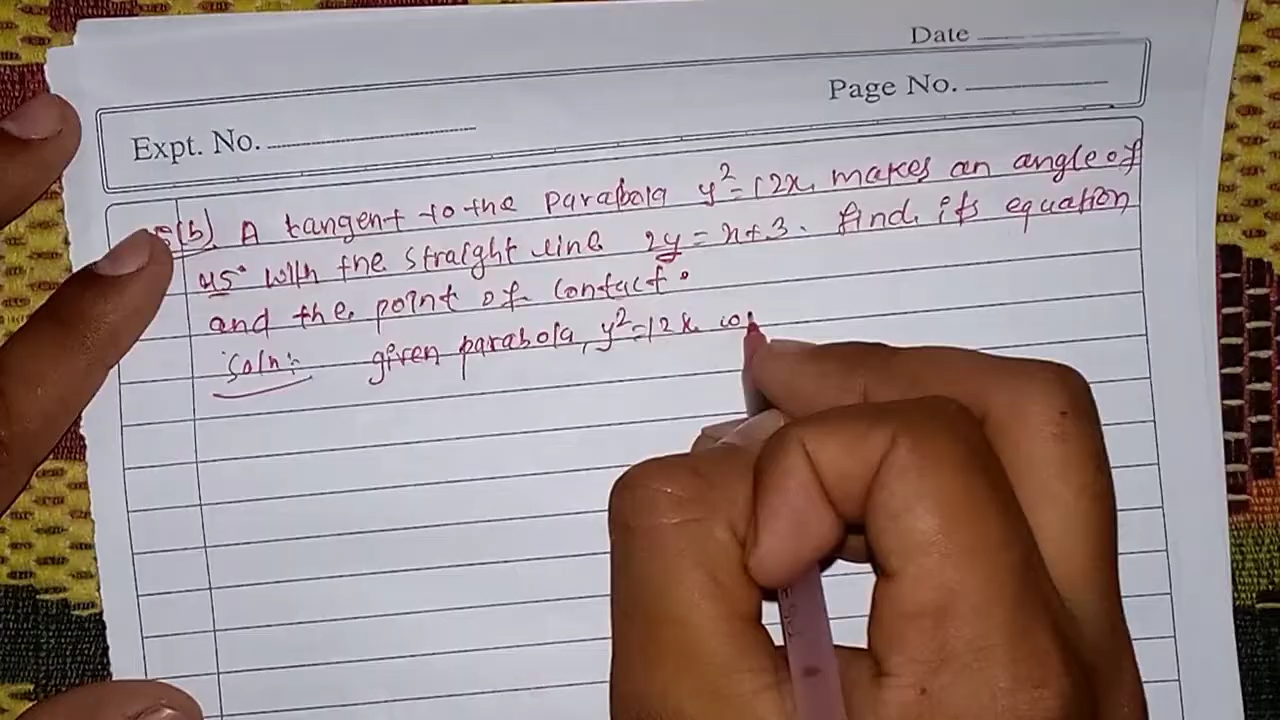 Date
Page No.
Expt. No.
5(b). A tangent to the parabola y²=12x makes an angle of
45° with the straight line 2y=x+3. Find its equation
and the point of contact.
Soln:- given parabola, y²=12x